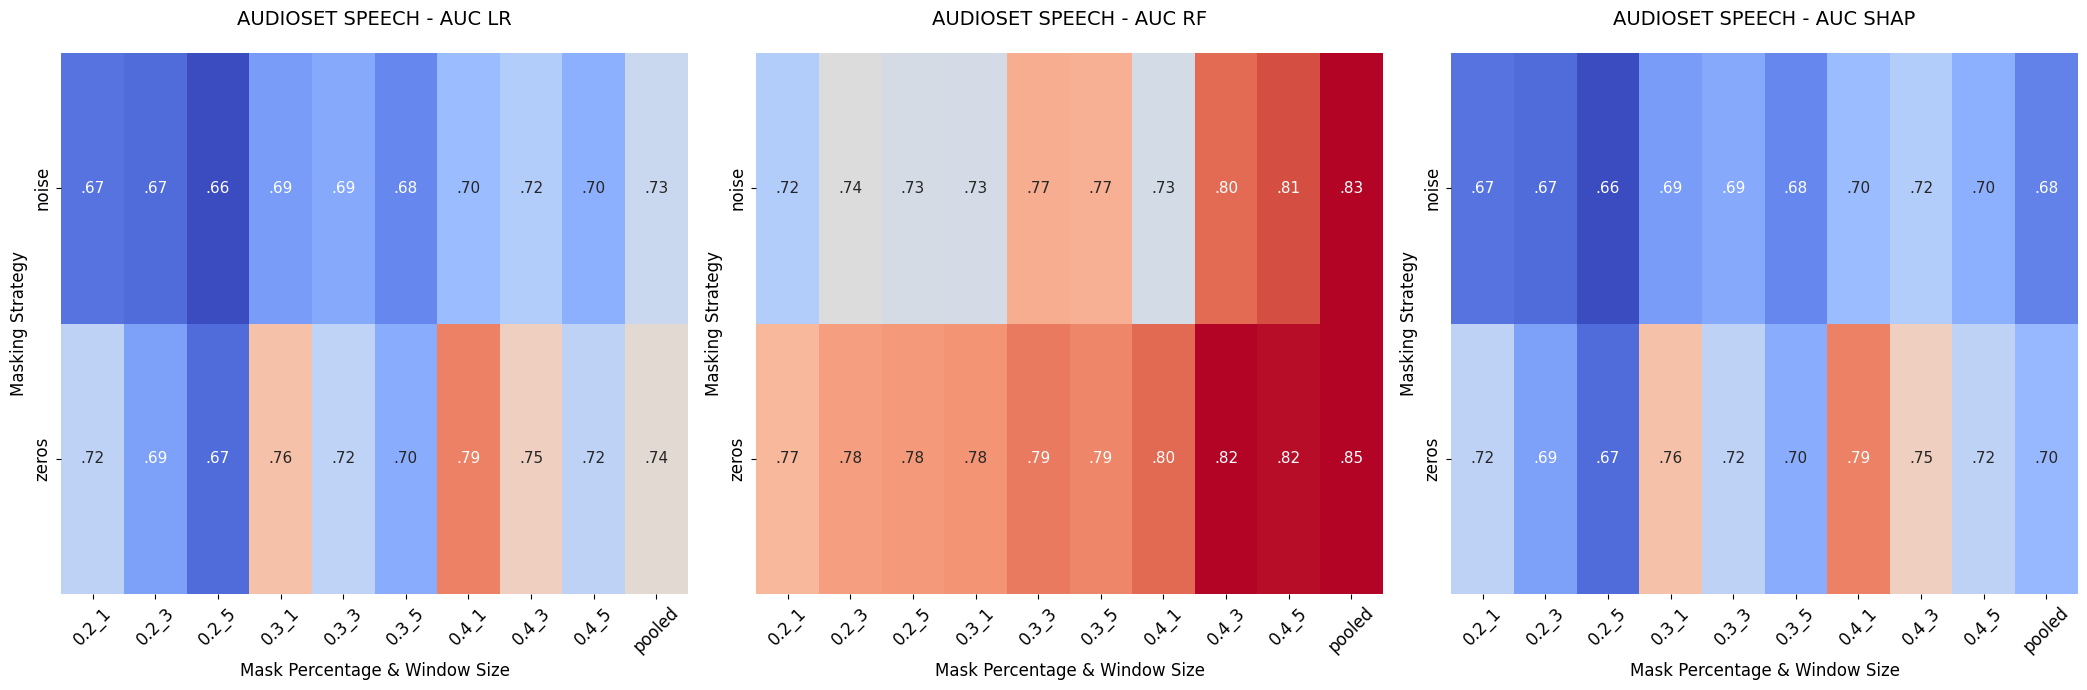 AUDIOSET SPEECH - AUC LR
Masking Strategy
noise
.67 .67 .66 .69 .69 .68 .70 .72 .70 .73
zeros
.72 .69 .67 .76 .72 .70 .79 .75 .72 .74
0.2_1 0.2_3 0.2_5 0.3_1 0.3_3 0.3_5 0.4_1 0.4_3 0.4_5 pooled
Mask Percentage & Window Size
AUDIOSET SPEECH - AUC RF
Masking Strategy
noise
.72 .74 .73 .73 .77 .77 .73 .80 .81 .83
zeros
.77 .78 .78 .78 .79 .79 .80 .82 .82 .85
0.2_1 0.2_3 0.2_5 0.3_1 0.3_3 0.3_5 0.4_1 0.4_3 0.4_5 pooled
Mask Percentage & Window Size
AUDIOSET SPEECH - AUC SHAP
Masking Strategy
noise
.67 .67 .66 .69 .69 .68 .70 .72 .70 .68
zeros
.72 .69 .67 .76 .72 .70 .79 .75 .72 .70
0.2_1 0.2_3 0.2_5 0.3_1 0.3_3 0.3_5 0.4_1 0.4_3 0.4_5 pooled
Mask Percentage & Window Size